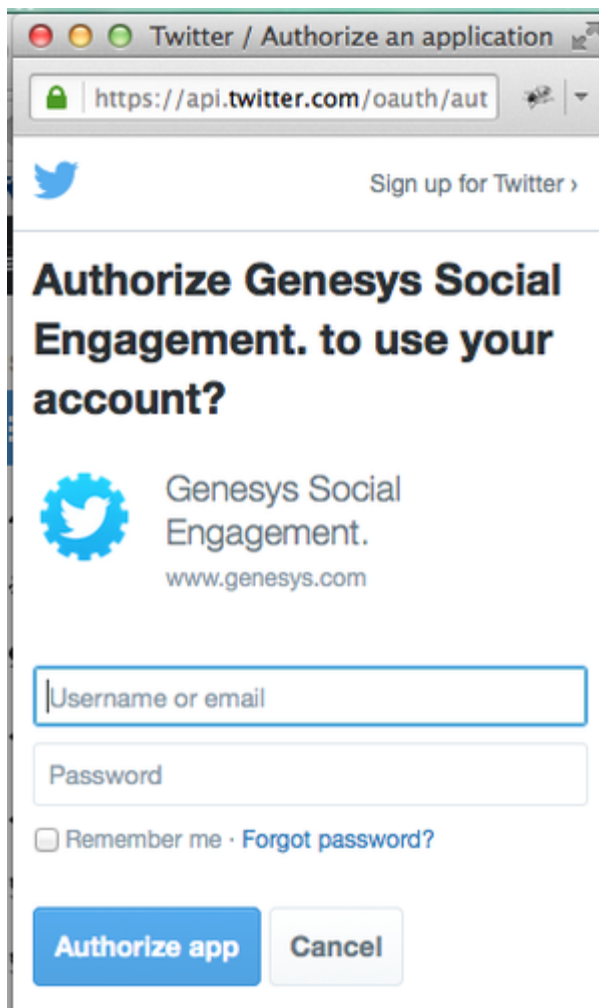 Twitter / Authorize an application
https://api.twitter.com/oauth/aut
Sign up for Twitter ›
Authorize Genesys Social
Engagement. to use your
account?
Genesys Social
Engagement.
www.genesys.com
Username or email
Password
Remember me · Forgot password?
Authorize app
Cancel